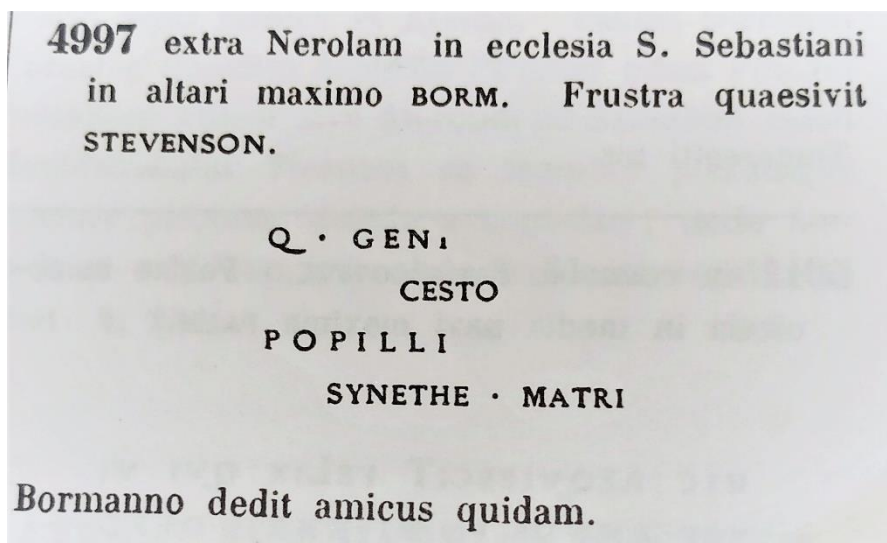 4997 extra Nerolam in ecclesia S. Sebastiani
in altari maximo BORM. Frustra quaesivit
STEVENSON.
Q · GENI
CESTO
POPILLI
SYNETHE · MATRI
Bormanno dedit amicus quidam.